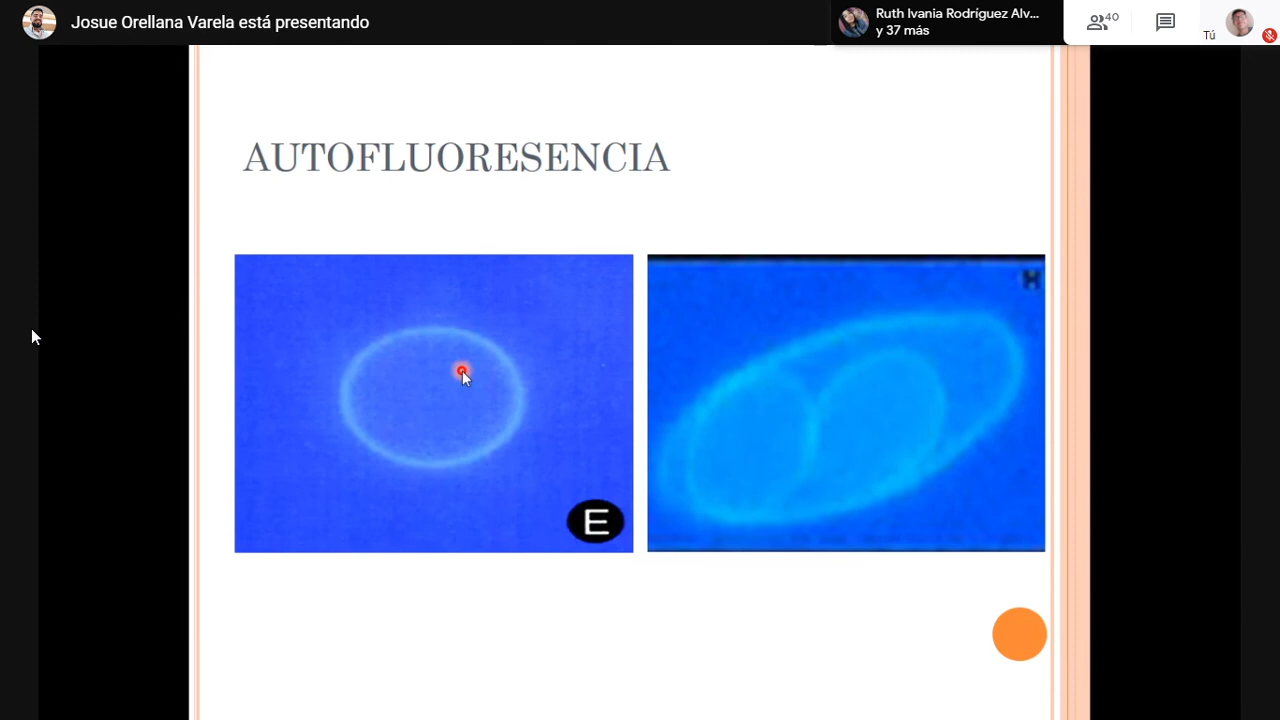 Josue Orellana Varela está presentando
Ruth Ivania Rodríguez Alv...
y 37 más
40
Tú
AUTOFLUORESENCIA
H
E